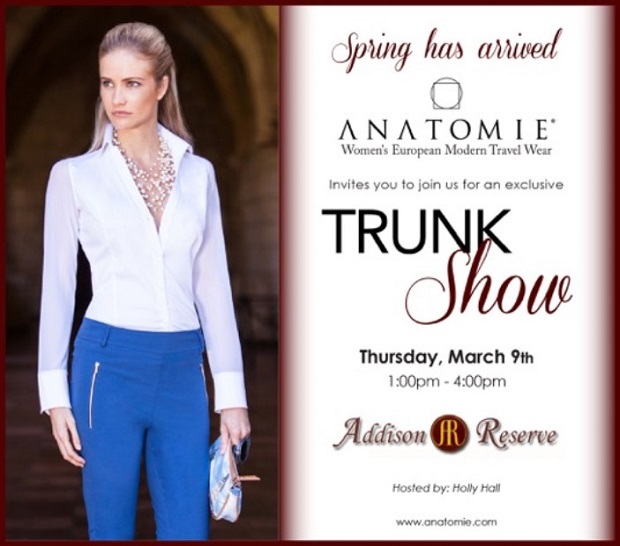 Spring has arrived
ANATOMIE®
Women's European Modern Travel Wear
Invites you to join us for an exclusive
TRUNK
Show
Thursday, March 9th
1:00pm - 4:00pm
Addison AR Reserve
Hosted by: Holly Hall
www.anatomie.com